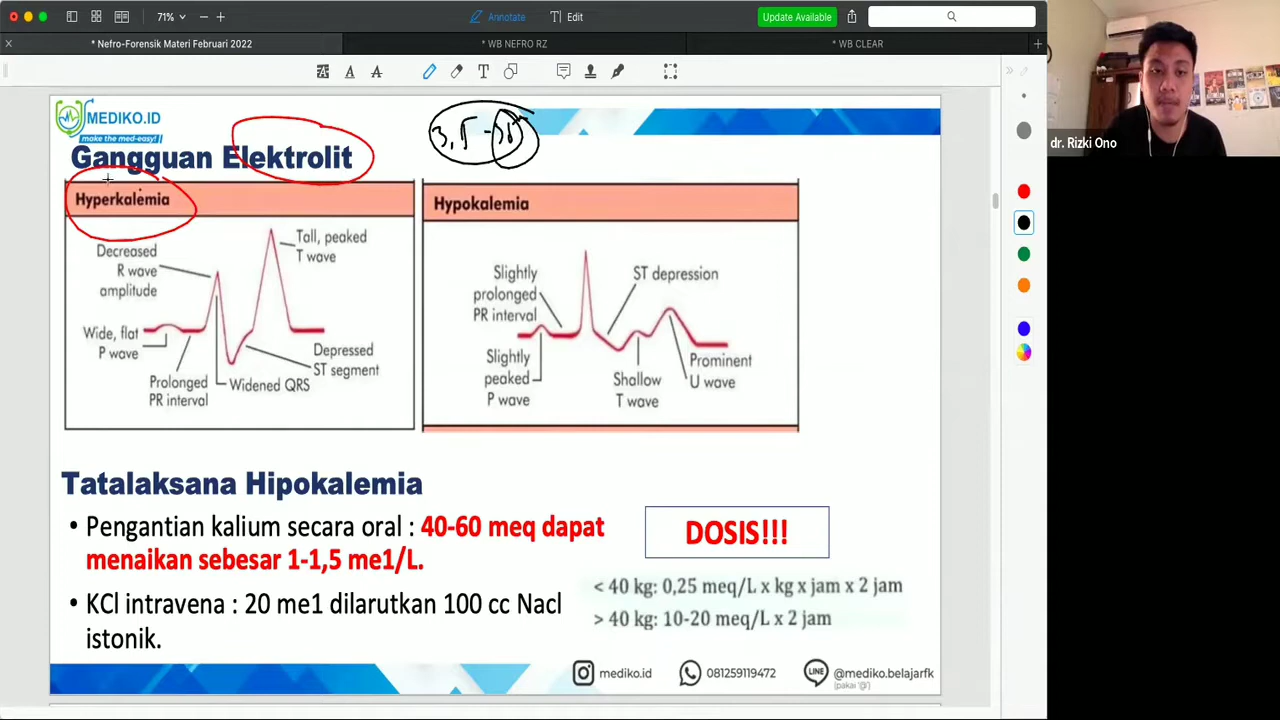 71%
Annotate
Edit
Update Available
* Nefro-Forensik Materi Februari 2022
* WB NEFRO RZ
* WB CLEAR
dr. Rizki Ono
MEDIKO.ID
make the med-easy!
Gangguan Elektrolit
3,5 -
Hyperkalemia
Decreased
R wave
amplitude
Tall, peaked
T wave
Wide, flat
P wave
Prolonged
PR interval
Widened QRS
Depressed
ST segment
Hypokalemia
Slightly
prolonged
PR interval
ST depression
Slightly
peaked
P wave
Shallow
T wave
Prominent
U wave
Tatalaksana Hipokalemia
• Pengantian kalium secara oral : 40-60 meq dapat
menaikan sebesar 1-1,5 me1/L.
• KCl intravena : 20 me1 dilarutkan 100 cc Nacl
istonik.
DOSIS!!!
< 40 kg: 0,25 meq/L x kg x jam x 2 jam
> 40 kg: 10-20 meq/L x 2 jam
mediko.id
081259119472
LINE
@mediko.belajarfk
(pakai '@')